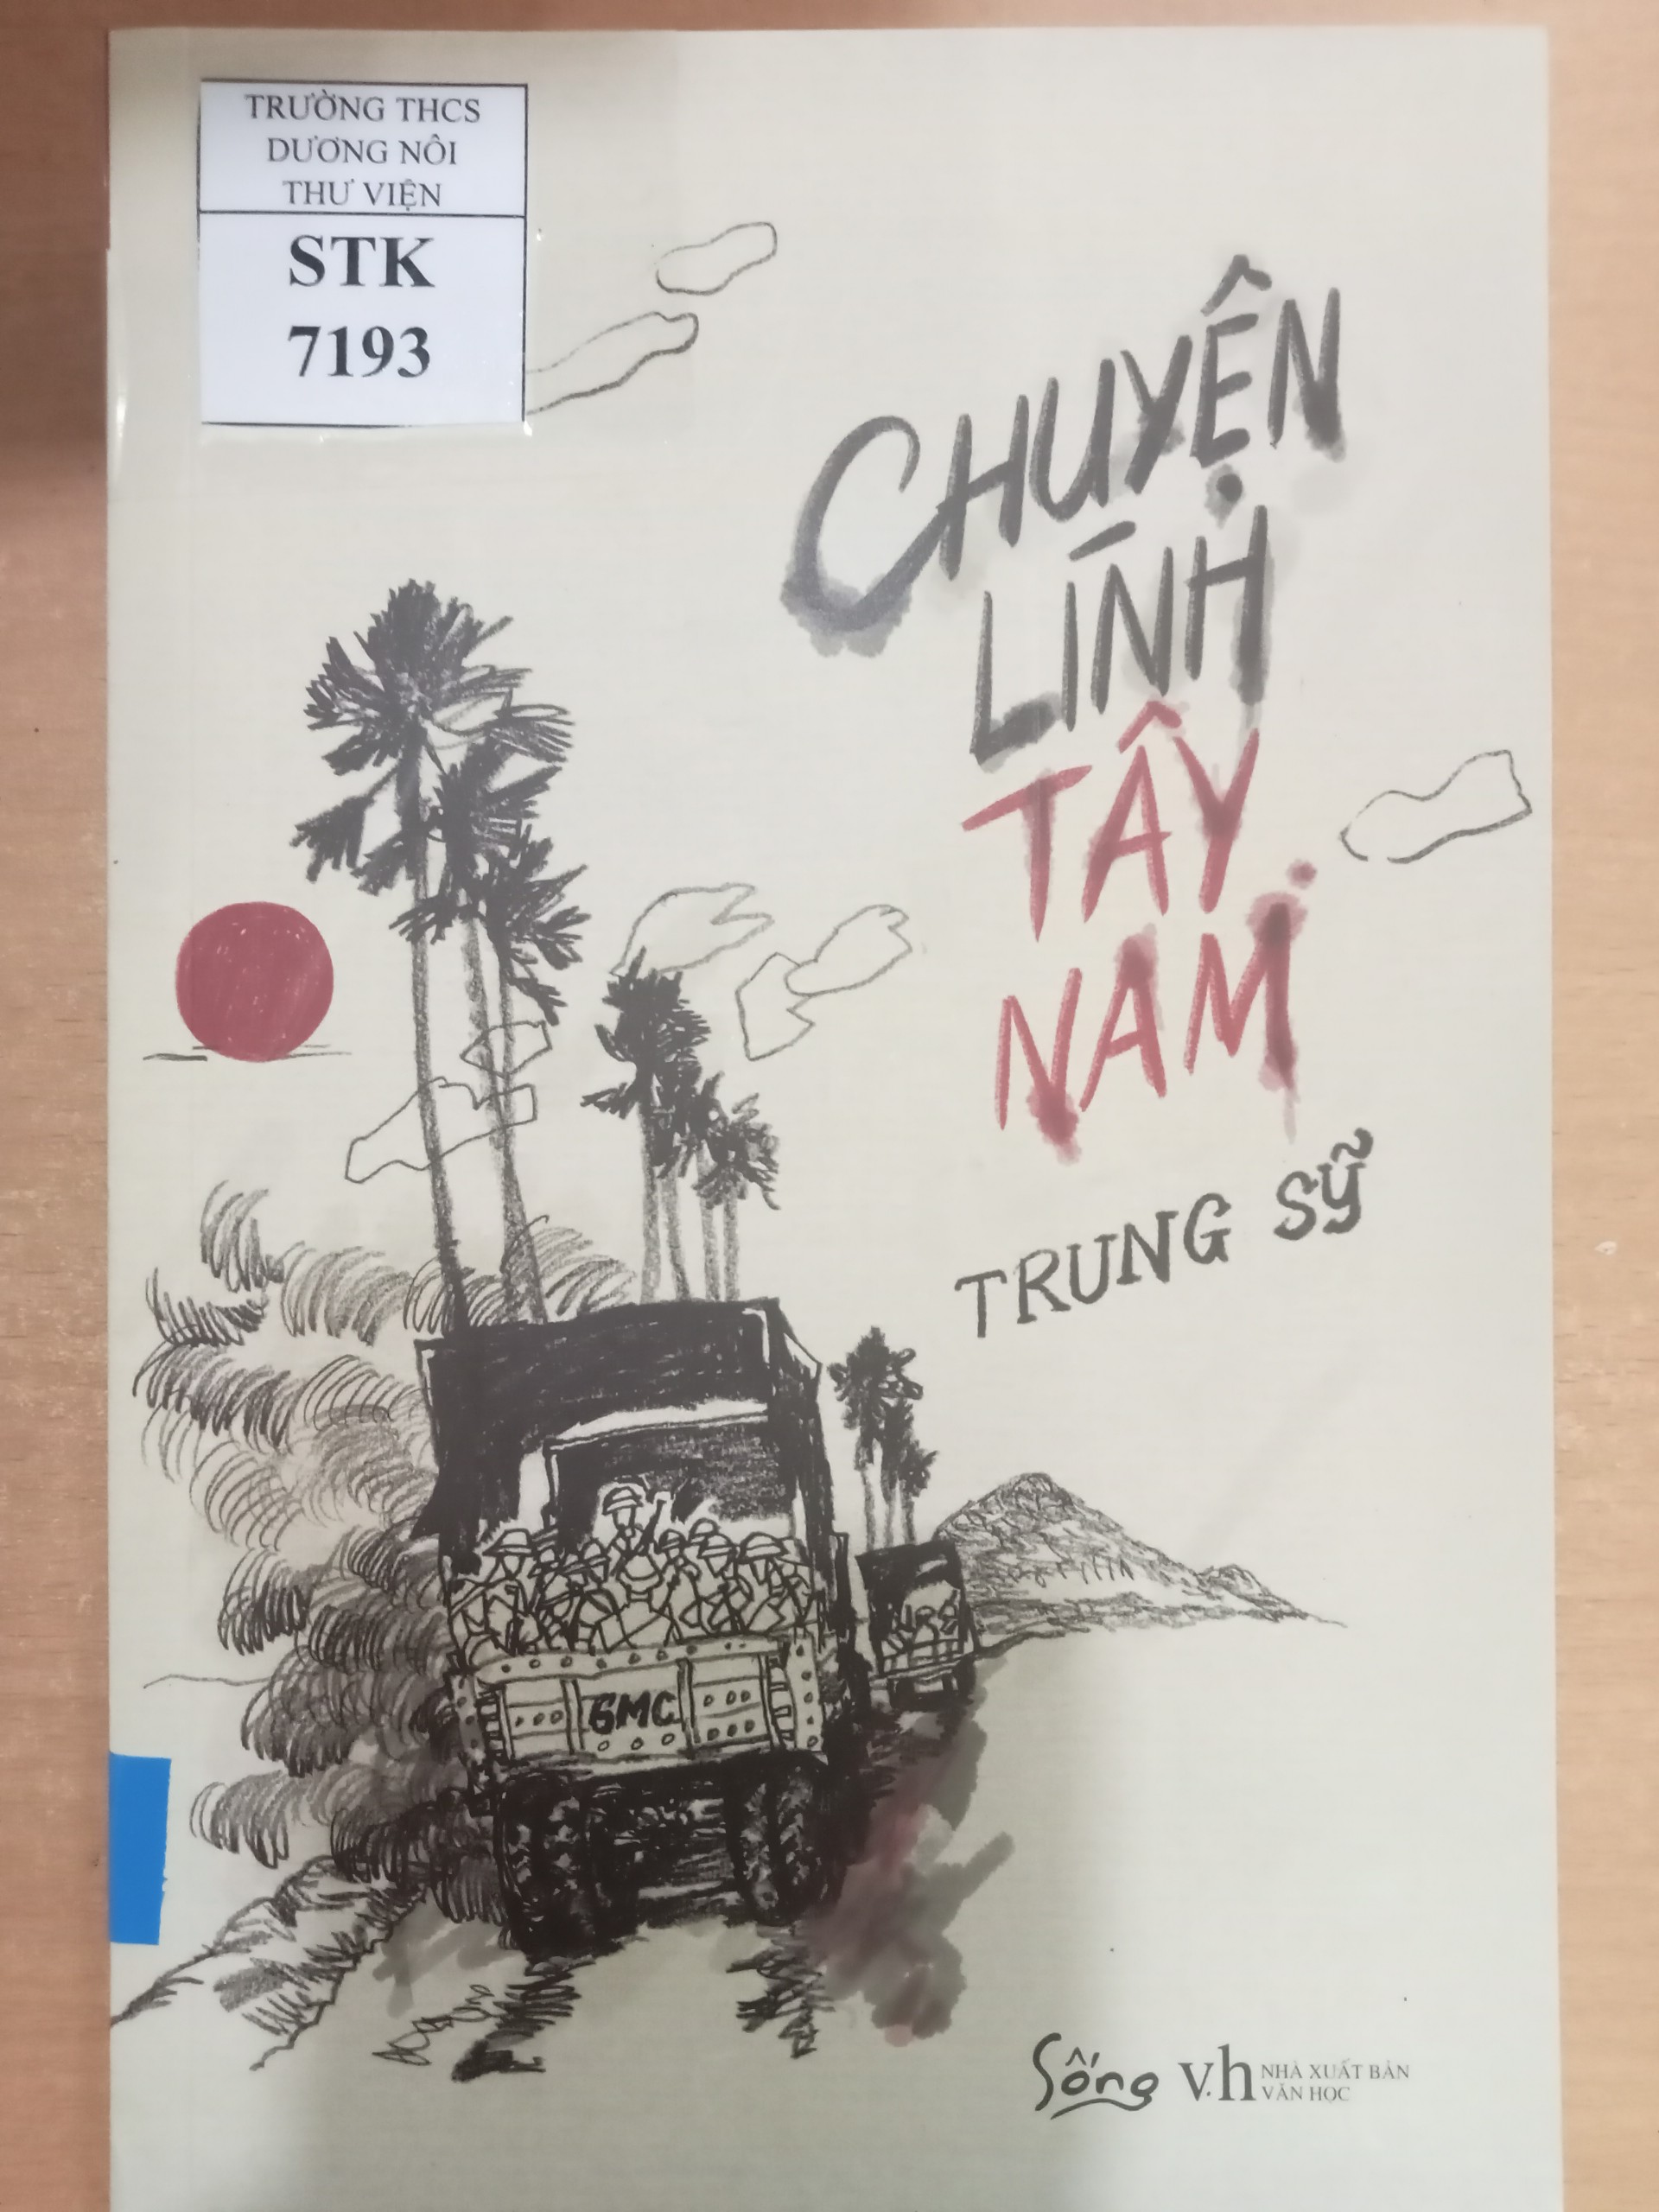 TRƯỜNG THCS
DƯƠNG NÔI
THƯ VIỆN
STK
7193
CHUYỆN
LÍNH
TÂY
NAM
TRUNG SỸ
GMC
Sống
v.h
NHÀ XUẤT BẢN
VĂN HỌC